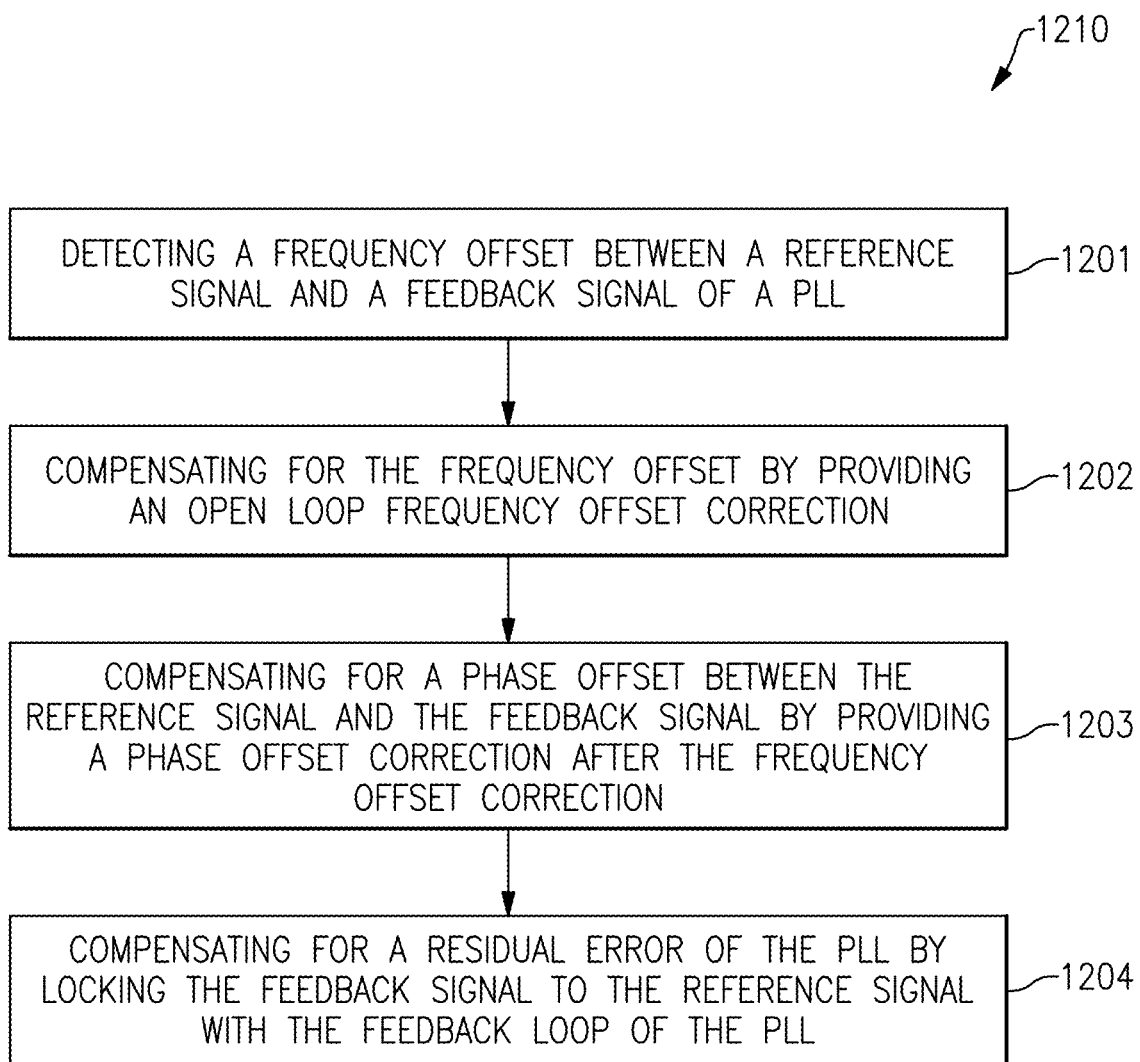 1210
DETECTING A FREQUENCY OFFSET BETWEEN A REFERENCE
SIGNAL AND A FEEDBACK SIGNAL OF A PLL
1201
COMPENSATING FOR THE FREQUENCY OFFSET BY PROVIDING
AN OPEN LOOP FREQUENCY OFFSET CORRECTION
1202
COMPENSATING FOR A PHASE OFFSET BETWEEN THE
REFERENCE SIGNAL AND THE FEEDBACK SIGNAL BY PROVIDING
A PHASE OFFSET CORRECTION AFTER THE FREQUENCY
OFFSET CORRECTION
1203
COMPENSATING FOR A RESIDUAL ERROR OF THE PLL BY
LOCKING THE FEEDBACK SIGNAL TO THE REFERENCE SIGNAL
WITH THE FEEDBACK LOOP OF THE PLL
1204